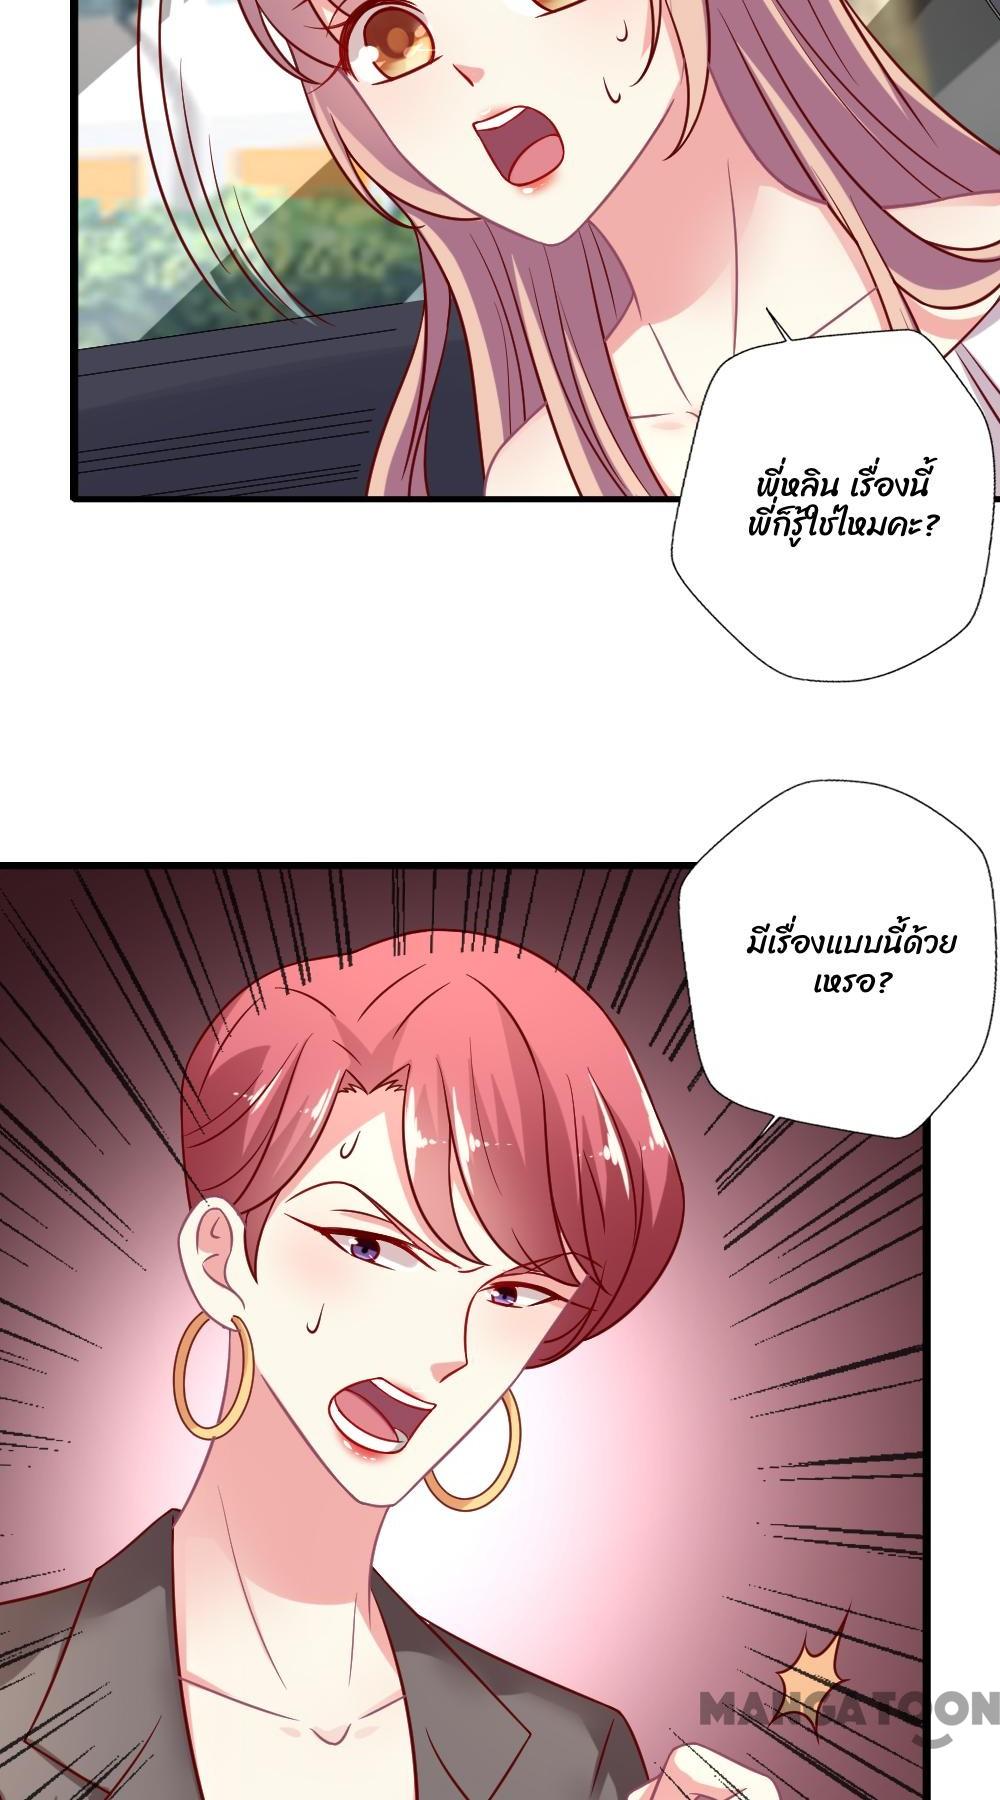 พี่หลิน เรื่องนี้
พี่ก็รู้ใช่ไหมคะ?
มีเรื่องแบบนี้ด้วย
เหรอ?
MANGATOON